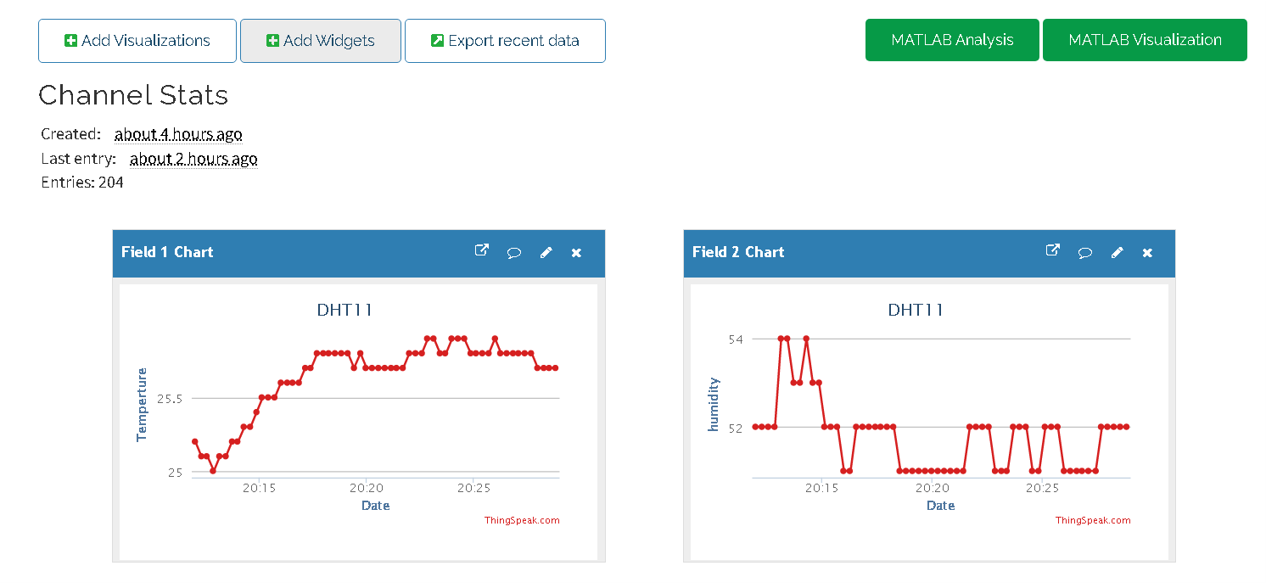 Add Visualizations Add Widgets Export recent data MATLAB Analysis MATLAB Visualization
Channel Stats
Created: about 4 hours ago
Last entry: about 2 hours ago
Entries: 204
Field 1 Chart
DHT11
Temperture
25.5
25
20:15 20:20 20:25
Date
ThingSpeak.com
Field 2 Chart
DHT11
humidity
54
52
20:15 20:20 20:25
Date
ThingSpeak.com